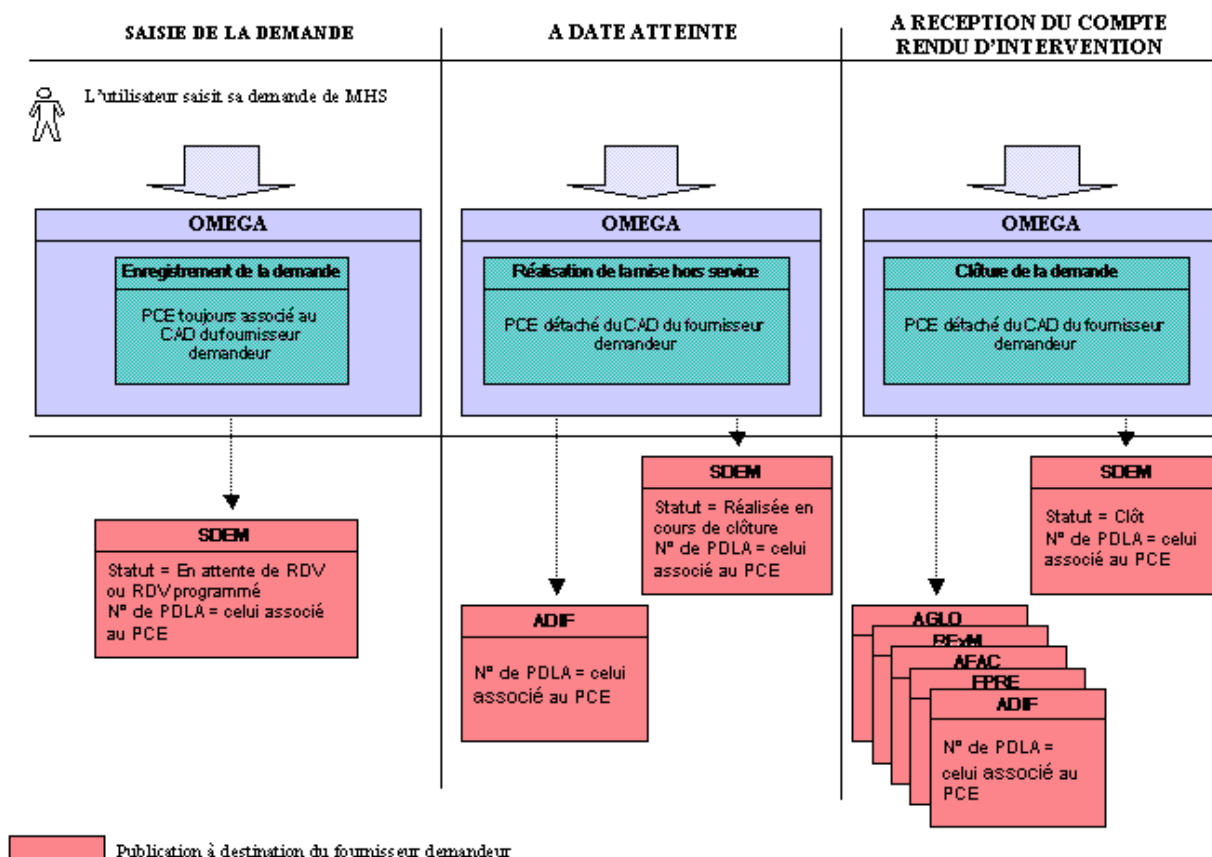 SAISIE DE LA DEMANDE
A DATE ATTEINTE
A RECEPTION DU COMPTE
RENDU D'INTERVENTION
L'utilisateur saisit sa demande de MHS
OMEGA
Enregistrement de la demande
PCE toujours associé au
CAD du fournisseur
demandeur
OMEGA
Réalisation de la mise hors service
PCE détaché du CAD du fournisseur
demandeur
OMEGA
Clôture de la demande
PCE détaché du CAD du fournisseur
demandeur
SDEM
Statut = En attente de RDV
ou RDV programmé
N° de PDLA = celui associé
au PCE
SDEM
Statut = Réalisée en
cours de clôture
N° de PDLA = celui
associé au PCE
ADIF
N° de PDLA = celui
associé au PCE
SDEM
Statut = Clôt
N° de PDLA = celui
associé au PCE
AGLO
AFAC
ADIF
N° de PDLA =
celui associé au
PCE
Publication à destination du fournisseur demandeur